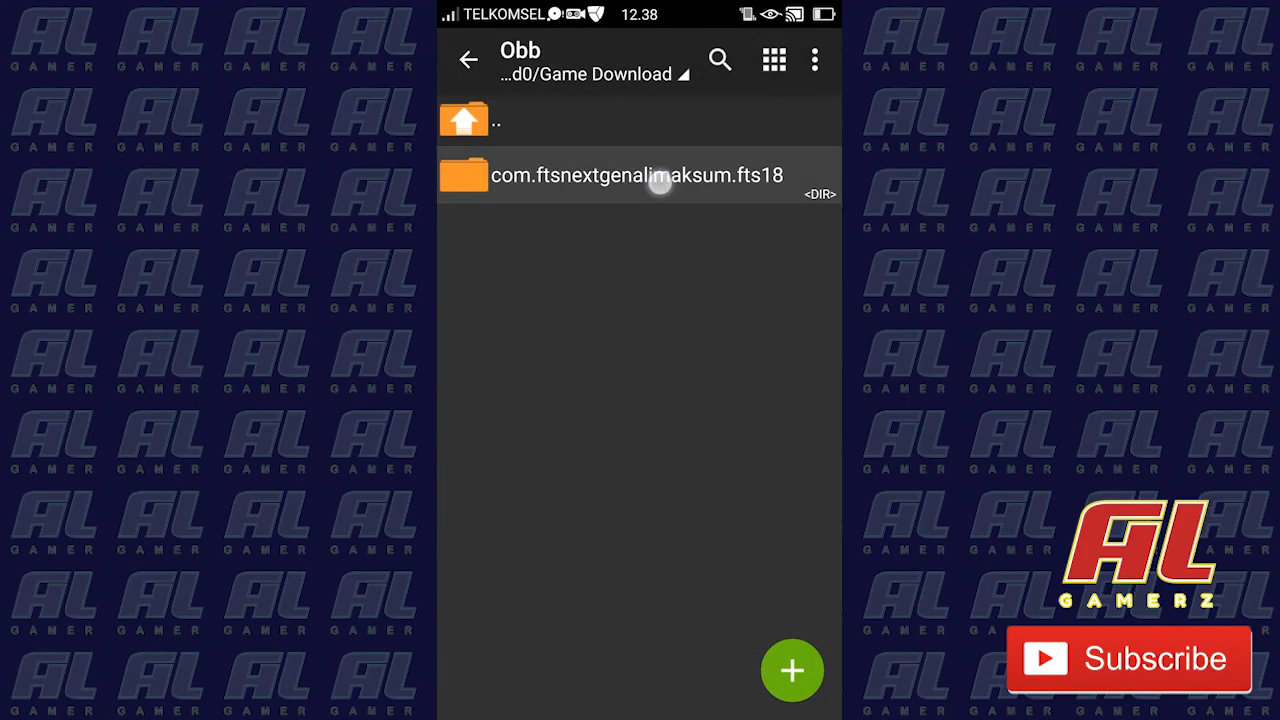 TELKOMSEL 12.38
Obb
...d0/Game Download
..
com.ftsnextgenalimaksum.fts18
<DIR>
AL
GAMERZ
Subscribe
AL
GAMER